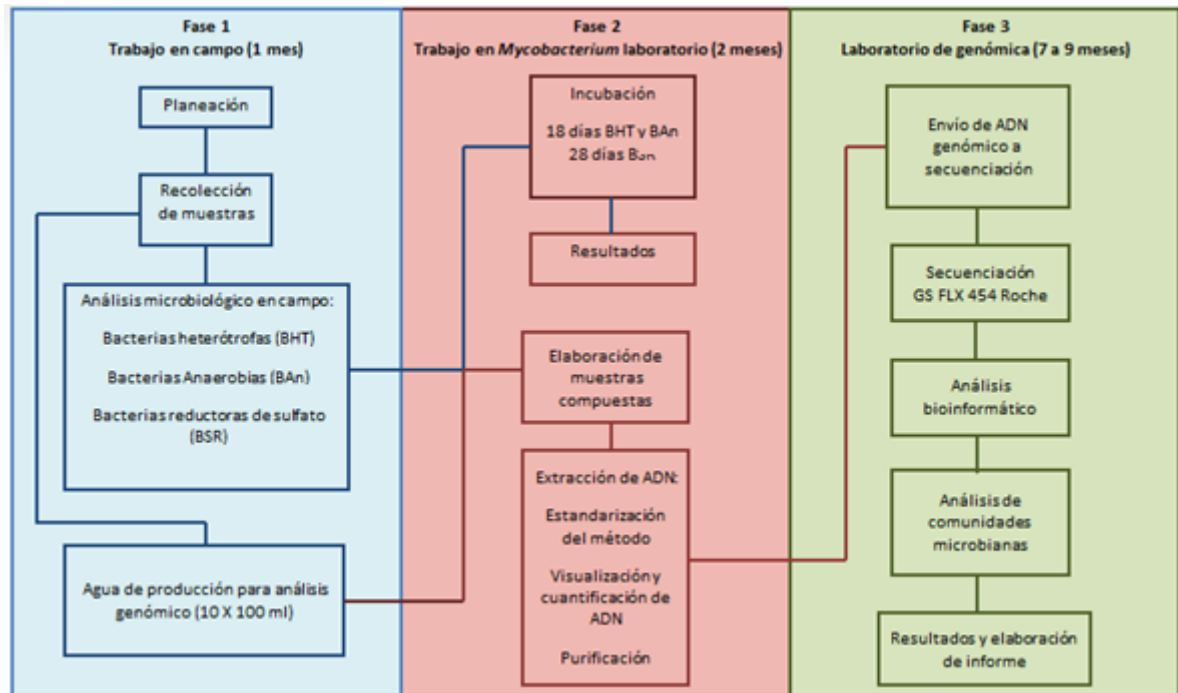 Fase 1
Trabajo en campo (1 mes)
Planeación
Recolección
de muestras
Análisis microbiológico en campo:
Bacterias heterótrofas (BHT)
Bacterias Anaerobias (BAn)
Bacterias reductoras de sulfato
(BSR)
Agua de producción para análisis
genómico (10 X 100 ml)
Fase 2
Trabajo en Mycobacterium laboratorio (2 meses)
Incubación
18 días BHT y BAn
28 días
Resultados
Elaboración de
muestras
compuestas
Extracción de ADN:
Estandarización
del método
Visualización y
cuantificación de
ADN
Purificación
Fase 3
Laboratorio de genómica (7 a 9 meses)
Envío de ADN
genómico a
secuenciación
Secuenciación
GS FLX 454 Roche
Análisis
bioinformático
Análisis de
comunidades
microbianas
Resultados y elaboración
de informe